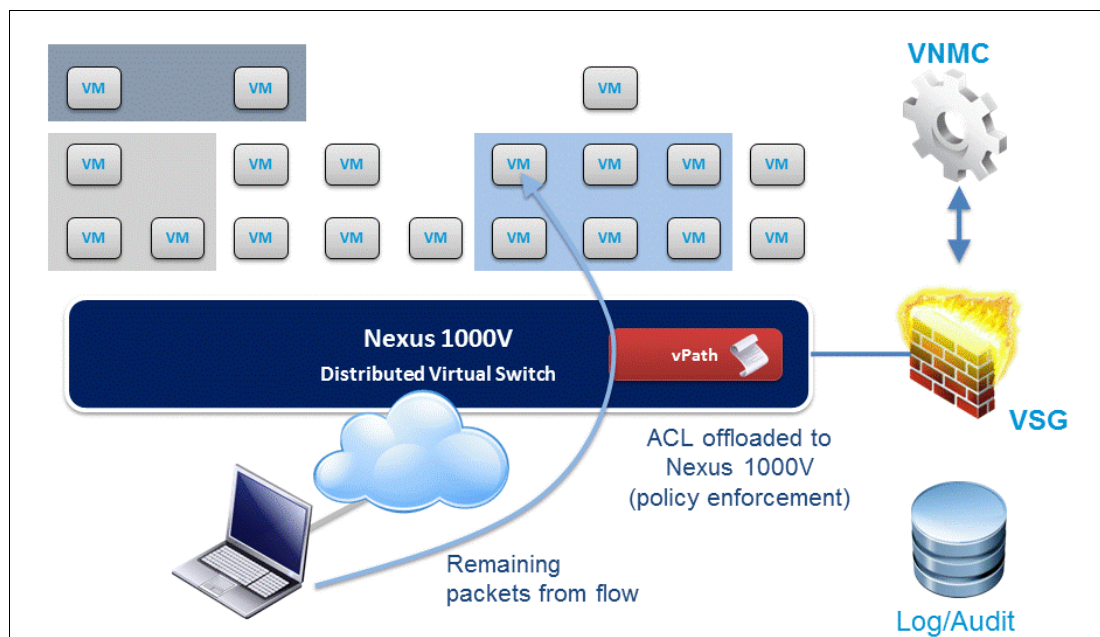 VNMC
VM VM VM
VM VM VM VM VM VM VM
VM VM VM VM VM VM VM VM VM
Nexus 1000V
Distributed Virtual Switch
vPath
VSG
ACL offloaded to
Nexus 1000V
(policy enforcement)
Remaining
packets from flow
Log/Audit